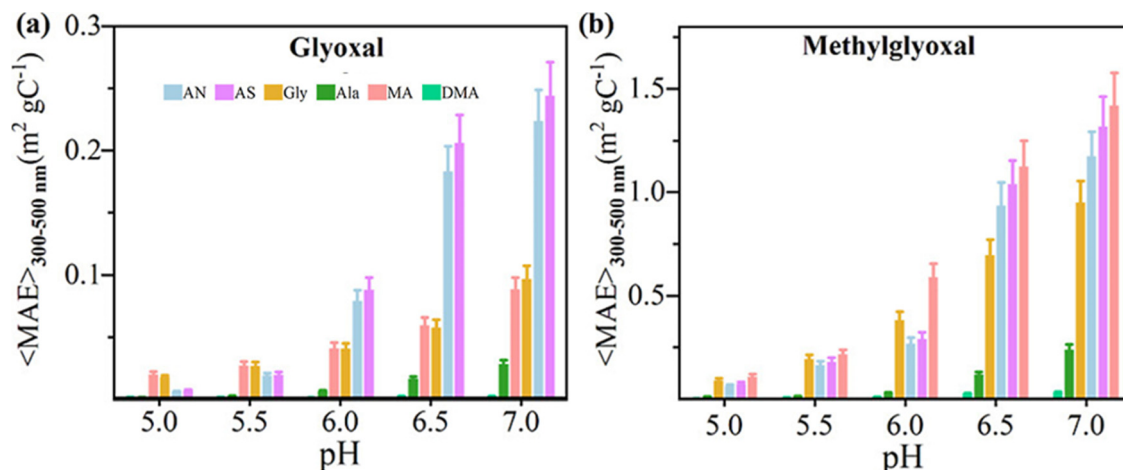 (a)
Glyoxal
AN AS Gly Ala MA DMA
<MAE>300-500 nm(m² gC⁻¹)
0.3
0.2
0.1
5.0 5.5 6.0 6.5 7.0
pH
(b)
Methylglyoxal
<MAE>300-500 nm(m² gC⁻¹)
1.5
1.0
0.5
5.0 5.5 6.0 6.5 7.0
pH